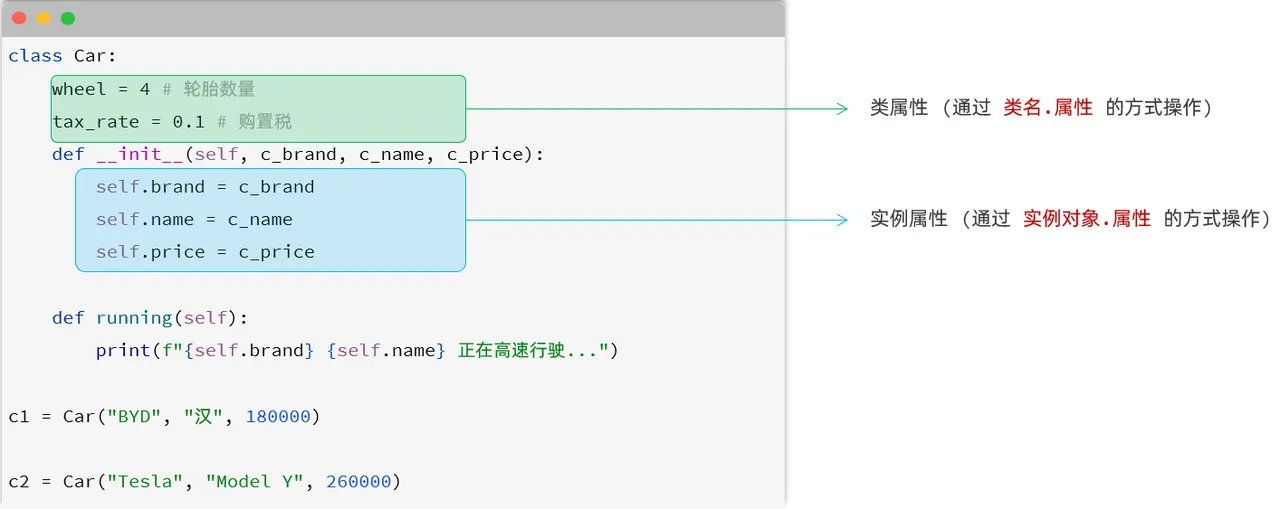 class Car:
    wheel = 4 # 轮胎数量
    tax_rate = 0.1 # 购置税
    def __init__(self, c_brand, c_name, c_price):
        self.brand = c_brand
        self.name = c_name
        self.price = c_price
    def running(self):
        print(f"{self.brand} {self.name} 正在高速行驶...")
c1 = Car("BYD", "汉", 180000)
c2 = Car("Tesla", "Model Y", 260000)
类属性 (通过 类名.属性 的方式操作)
实例属性 (通过 实例对象.属性 的方式操作)